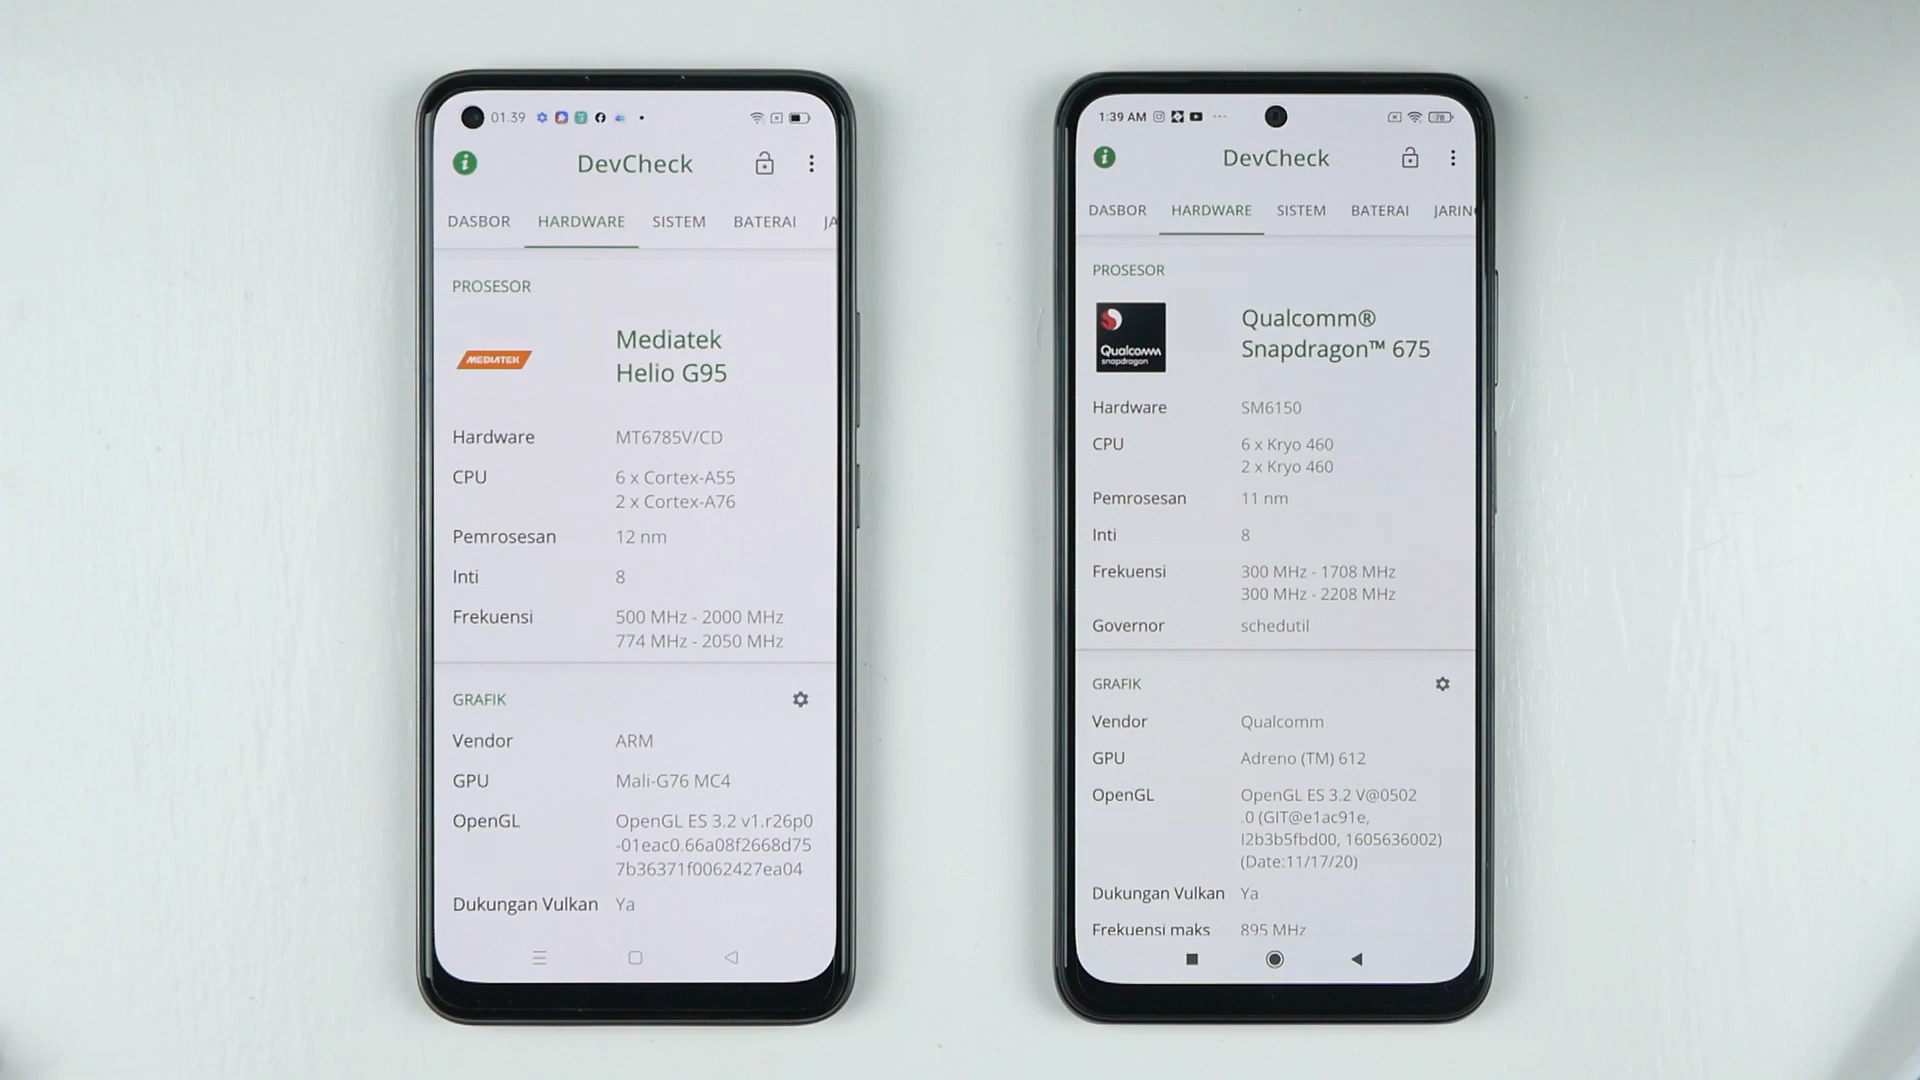 01.39
DevCheck
DASBOR HARDWARE SISTEM BATERAI JA
PROSESOR
MEDIATEK
Mediatek
Helio G95
Hardware MT6785V/CD
CPU 6 x Cortex-A55
2 x Cortex-A76
Pemrosesan 12 nm
Inti 8
Frekuensi 500 MHz - 2000 MHz
774 MHz - 2050 MHz
GRAFIK
Vendor ARM
GPU Mali-G76 MC4
OpenGL OpenGL ES 3.2 v1.r26p0
-01eac0.66a08f2668d75
7b36371f0062427ea04
Dukungan Vulkan Ya
1:39 AM
78
DevCheck
DASBOR HARDWARE SISTEM BATERAI JARIN
PROSESOR
Qualcomm
snapdragon
Qualcomm®
Snapdragon™ 675
Hardware SM6150
CPU 6 x Kryo 460
2 x Kryo 460
Pemrosesan 11 nm
Inti 8
Frekuensi 300 MHz - 1708 MHz
300 MHz - 2208 MHz
Governor schedutil
GRAFIK
Vendor Qualcomm
GPU Adreno (TM) 612
OpenGL OpenGL ES 3.2 V@0502
.0 (GIT@e1ac91e,
I2b3b5fbd00, 1605636002)
(Date:11/17/20)
Dukungan Vulkan Ya
Frekuensi maks 895 MHz